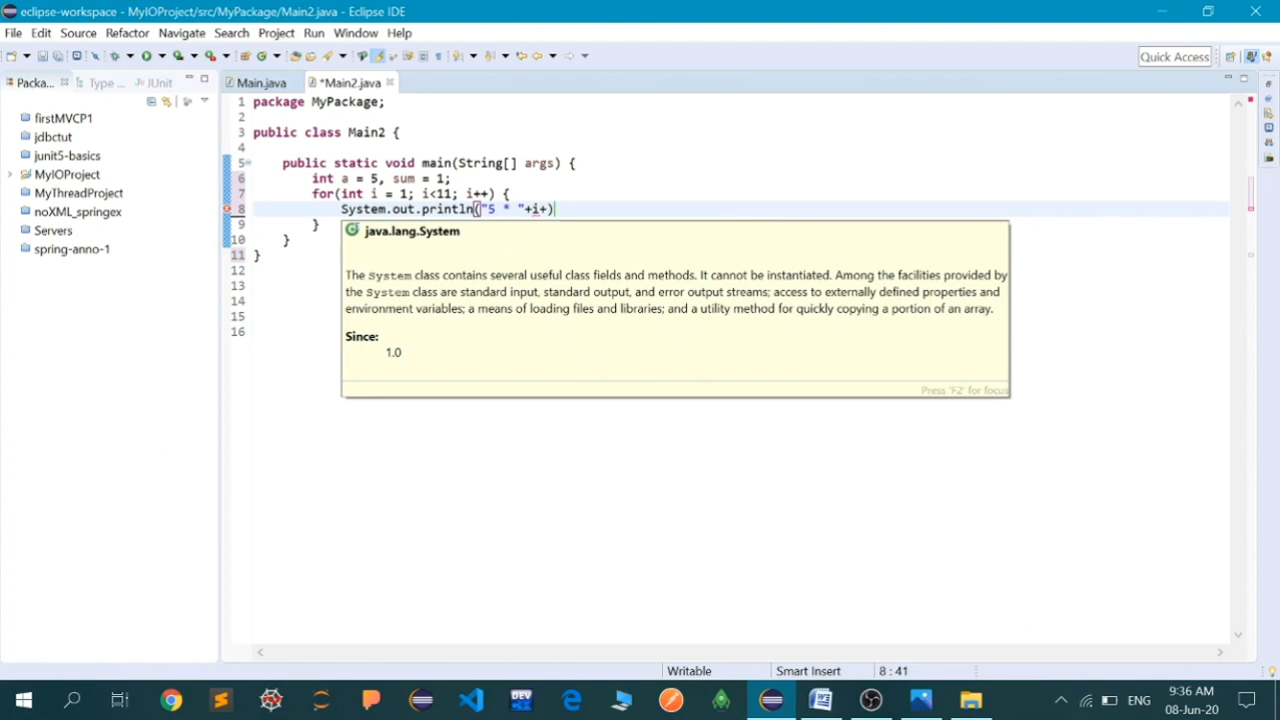 eclipse-workspace - MyIOProject/src/MyPackage/Main2.java - Eclipse IDE
File Edit Source Refactor Navigate Search Project Run Window Help
Quick Access
Packa... Type ... JUnit
Main.java *Main2.java
firstMVCP1
jdbctut
junit5-basics
MyIOProject
MyThreadProject
noXML_springex
Servers
spring-anno-1
1 package MyPackage;
2
3 public class Main2 {
4
5 public static void main(String[] args) {
6 int a = 5, sum = 1;
7 for(int i = 1; i<11; i++) {
8 System.out.println("5 * "+i+)
9 }
10 }
11 }
12
13
14
15
16
java.lang.System
The System class contains several useful class fields and methods. It cannot be instantiated. Among the facilities provided by
the System class are standard input, standard output, and error output streams; access to externally defined properties and
environment variables; a means of loading files and libraries; and a utility method for quickly copying a portion of an array.
Since:
1.0
Press 'F2' for focus
Writable Smart Insert 8 : 41
DEV
ENG
9:36 AM
08-Jun-20